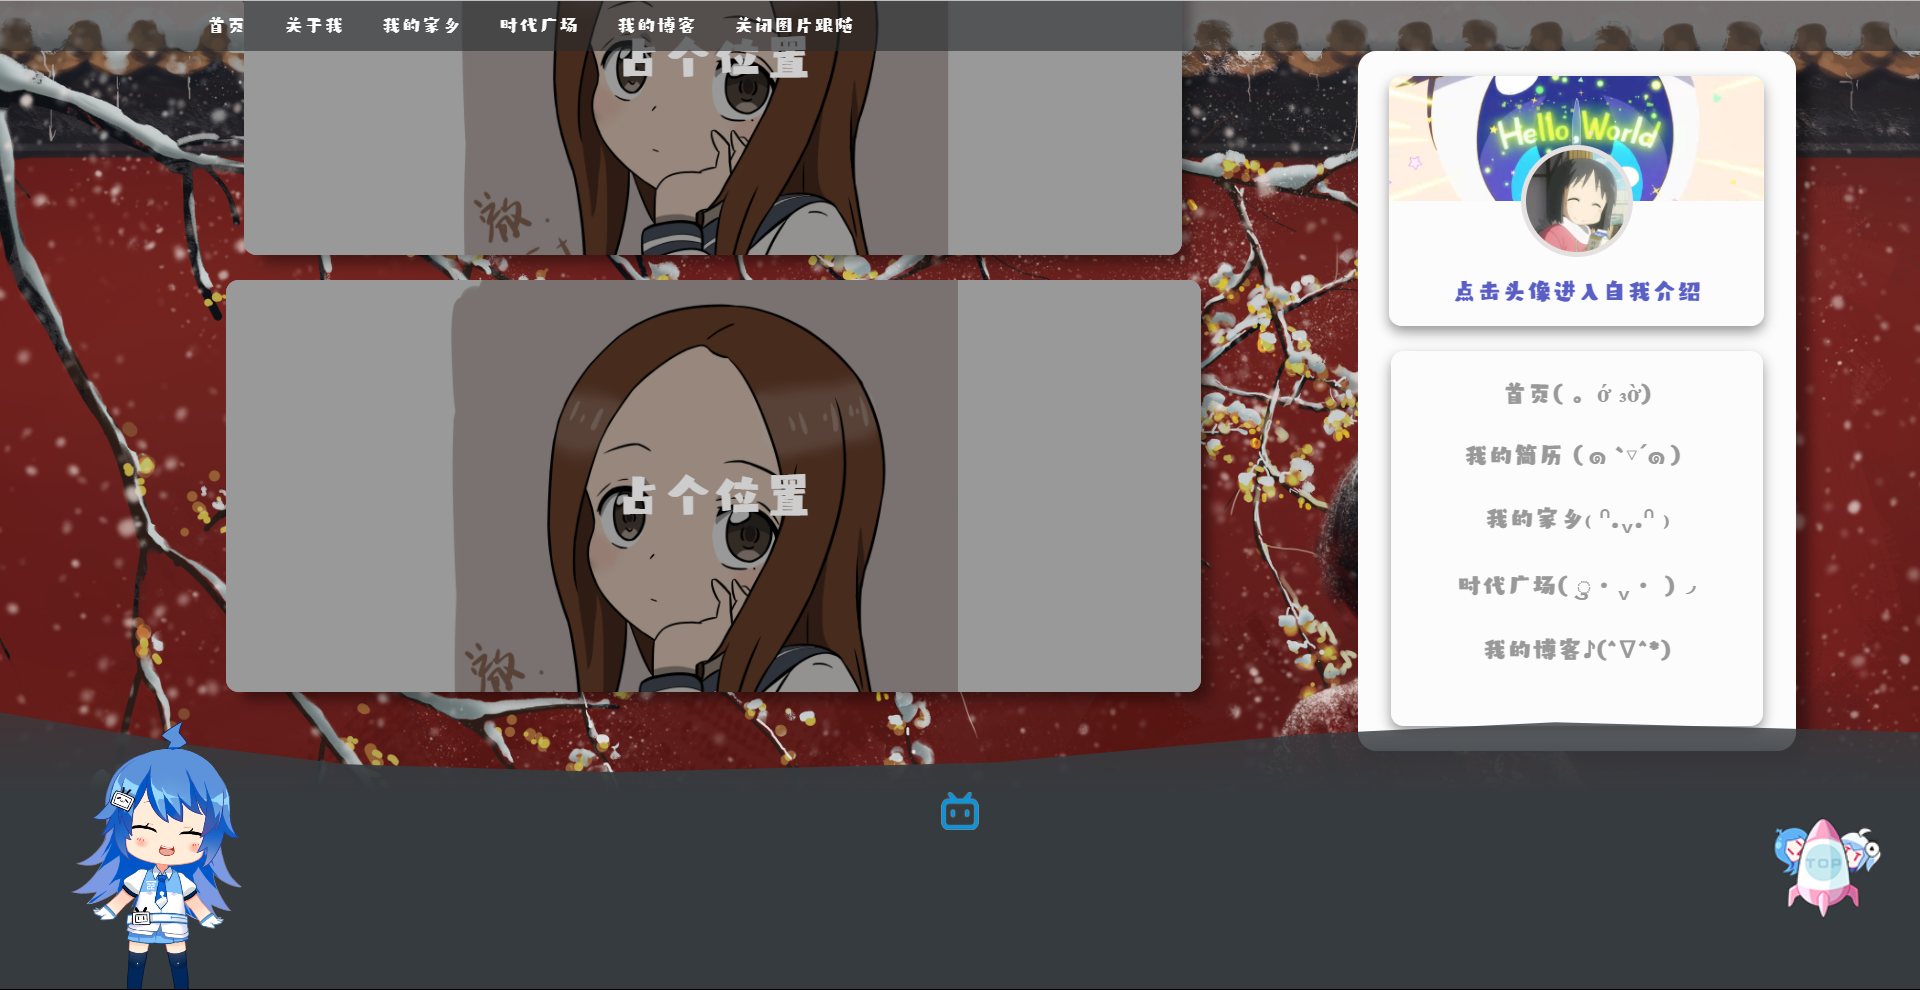 首页 关于我 我的家乡 时代广场 我的博客 关闭图片跟随
占个位置
Hello, World
点击头像进入自我介绍
占个位置
首页( 。ớ ₃ờ)
我的简历（๑ `▽´๑）
我的家乡₍ ᐢ.ˬ.ᐢ ₎
时代广场( ु・ᵥ・ ) ◞
我的博客♪(^∇^*)
TOP